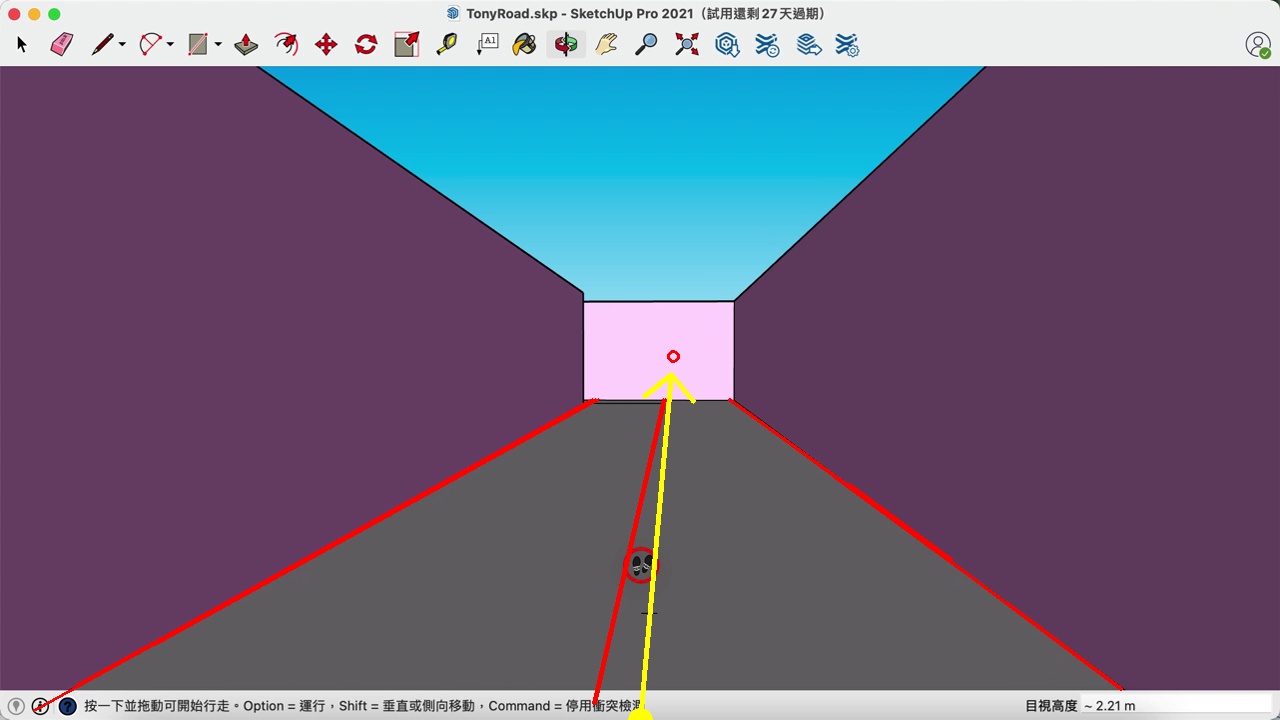 TonyRoad.skp - SketchUp Pro 2021（試用還剩 27 天過期）
A1
按一下並拖動可開始行走。Option = 運行，Shift = 垂直或側向移動，Command = 停用衝突檢測
目視高度 ~ 2.21 m